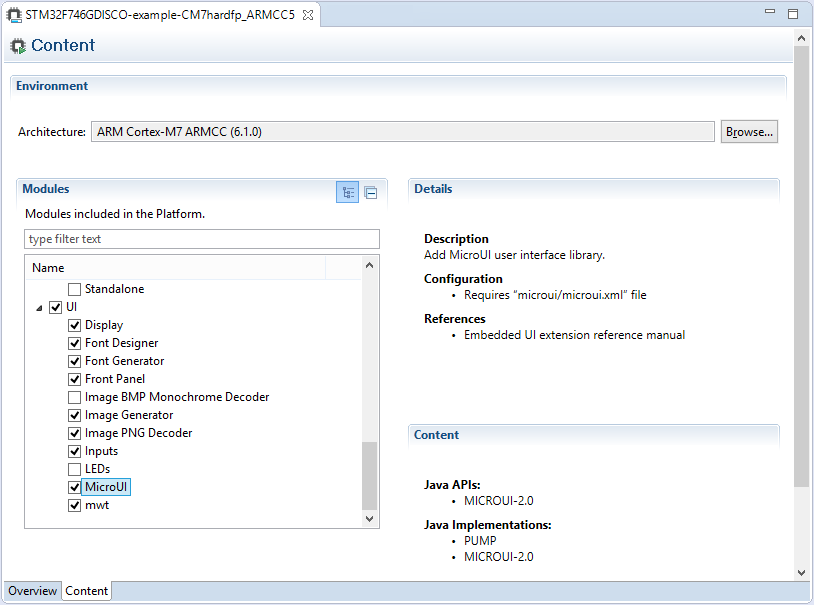 STM32F746GDISCO-example-CM7hardfp_ARMCC5
Content
Environment
Architecture: ARM Cortex-M7 ARMCC (6.1.0) Browse...
Modules
Modules included in the Platform.
type filter text
Name
Standalone
UI
Display
Font Designer
Font Generator
Front Panel
Image BMP Monochrome Decoder
Image Generator
Image PNG Decoder
Inputs
LEDs
MicroUI
mwt
Details
Description
Add MicroUI user interface library.
Configuration
• Requires “microui/microui.xml” file
References
• Embedded UI extension reference manual
Content
Java APIs:
• MICROUI-2.0
Java Implementations:
• PUMP
• MICROUI-2.0
Overview Content